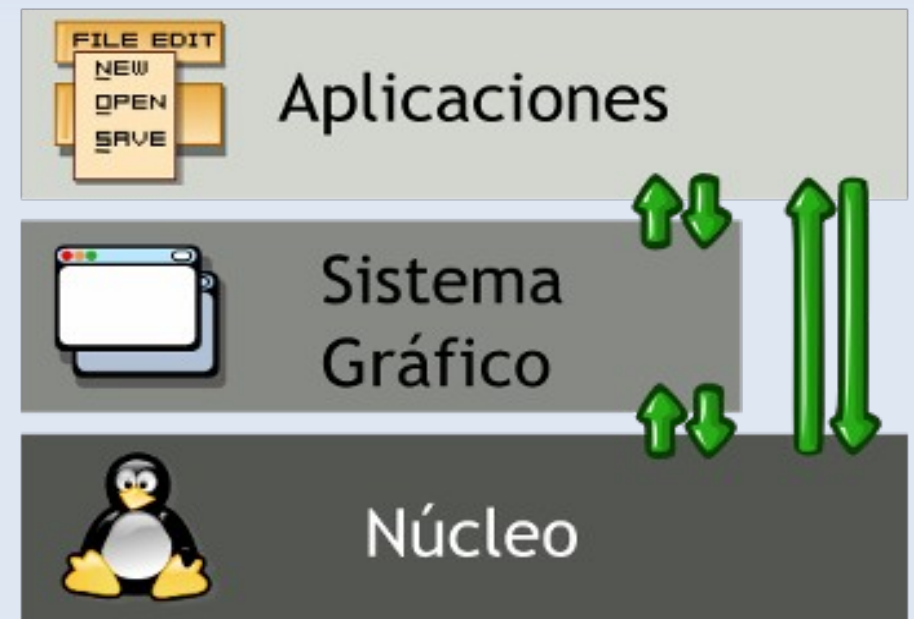 FILE EDIT
NEW
OPEN
SAVE
Aplicaciones
Sistema
Gráfico
Núcleo